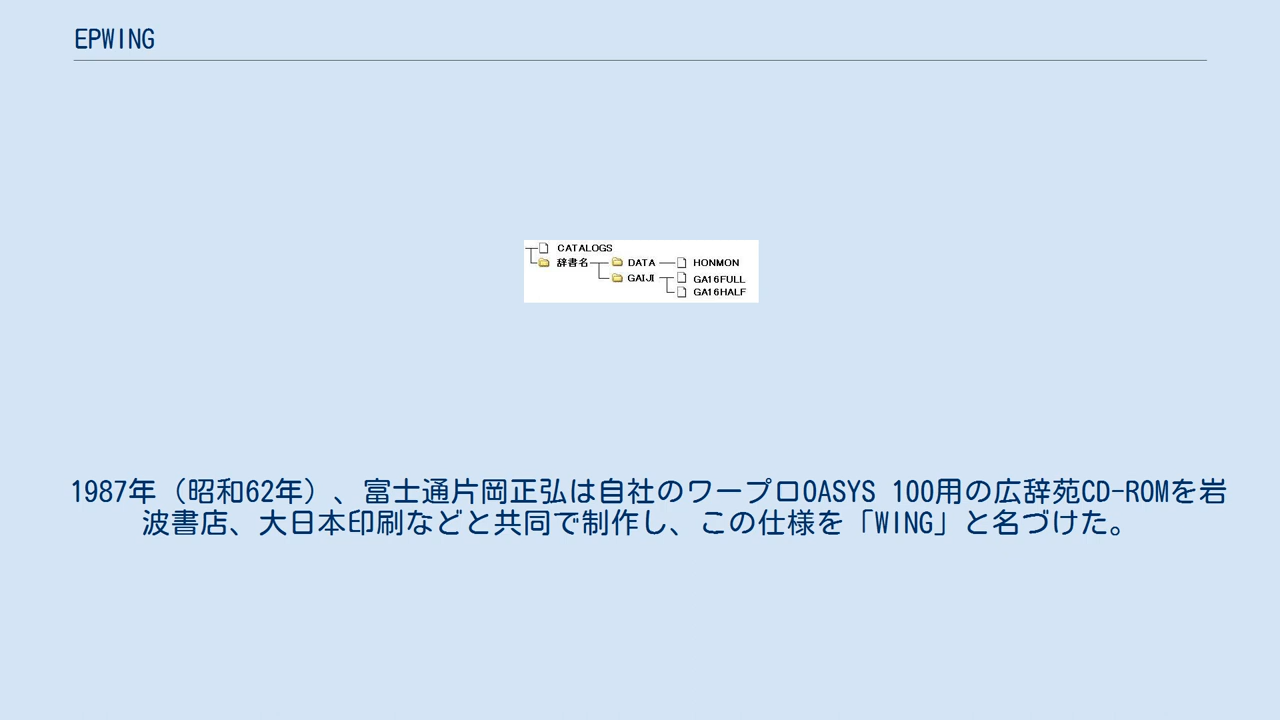 EPWING
CATALOGS
辞書名 DATA HONMON
GAIJI GA16FULL
GA16HALF
1987年（昭和62年）、富士通片岡正弘は自社のワープロOASYS 100用の広辞苑CD-ROMを岩
波書店、大日本印刷などと共同で制作し、この仕様を「WING」と名づけた。